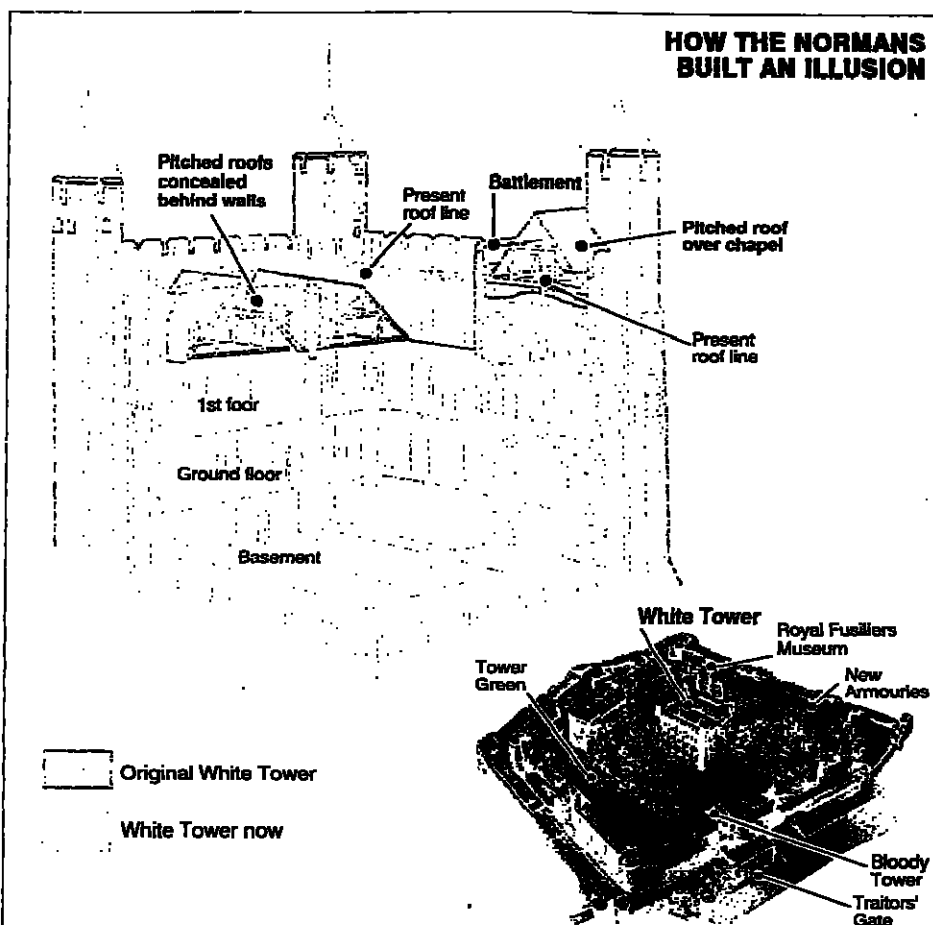 HOW THE NORMANS
BUILT AN ILLUSION
Pitched roofs
concealed
behind walls
Present
roof line
Battlement
Pitched roof
over chapel
Present
roof line
1st foor
Ground floor
Basement
White Tower
Royal Fusiliers
Museum
Tower
Green
New
Armouries
Original White Tower
White Tower now
Bloody
Tower
Traitors'
Gate